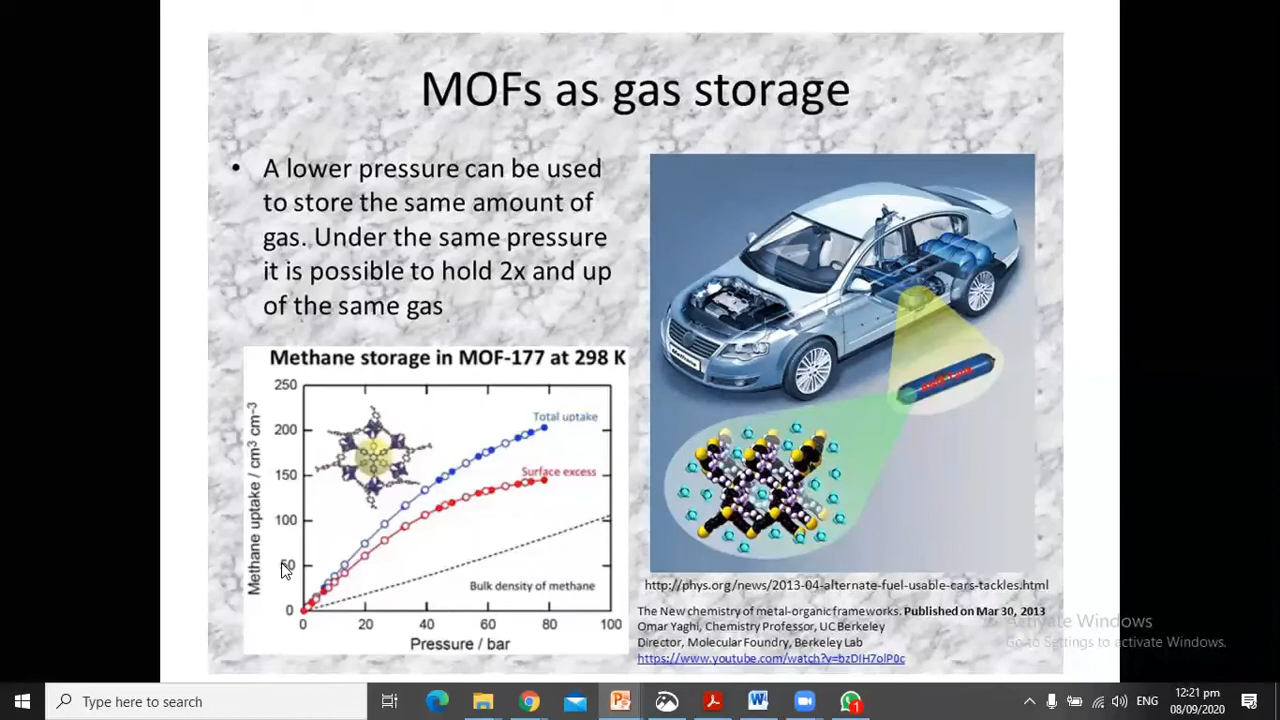 MOFs as gas storage
• A lower pressure can be used
to store the same amount of
gas. Under the same pressure
it is possible to hold 2x and up
of the same gas
Methane storage in MOF-177 at 298 K
Methane uptake / cm³ cm⁻³
250
200
150
100
50
0
Total uptake
Surface excess
Bulk density of methane
0 20 40 60 80 100
Pressure / bar
Methane
http://phys.org/news/2013-04-alternate-fuel-usable-cars-tackles.html
The New chemistry of metal-organic frameworks. Published on Mar 30, 2013
Omar Yaghi, Chemistry Professor, UC Berkeley
Director, Molecular Foundry, Berkeley Lab
https://www.youtube.com/watch?v=bzDIH7olP0c
Activate Windows
Go to Settings to activate Windows.
Type here to search
1
ENG
12:21 pm
08/09/2020